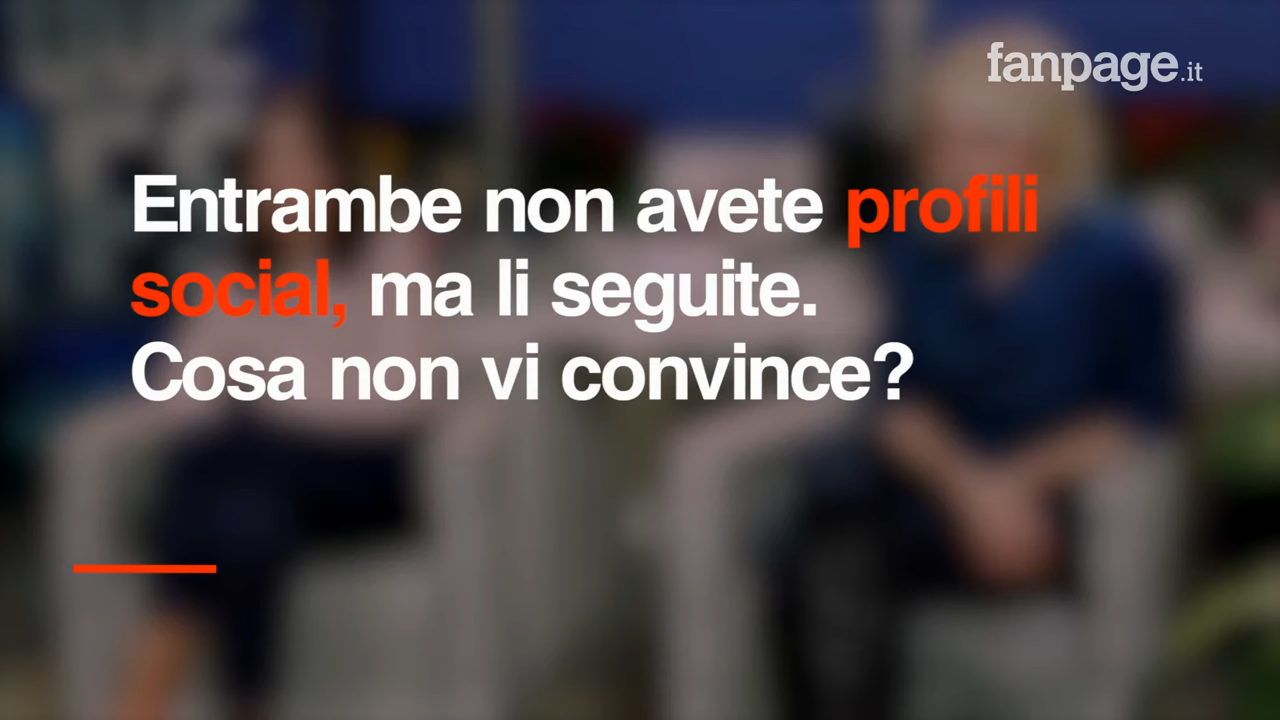 fanpage.it
Entrambe non avete profili
social, ma li seguite.
Cosa non vi convince?